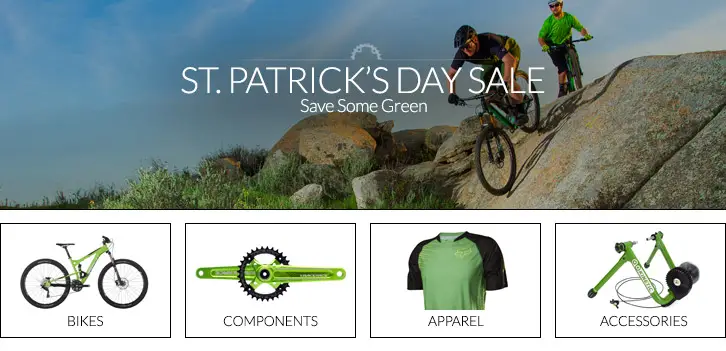 ST. PATRICK'S DAY SALE
Save Some Green
BIKES
COMPONENTS
APPAREL
ACCESSORIES